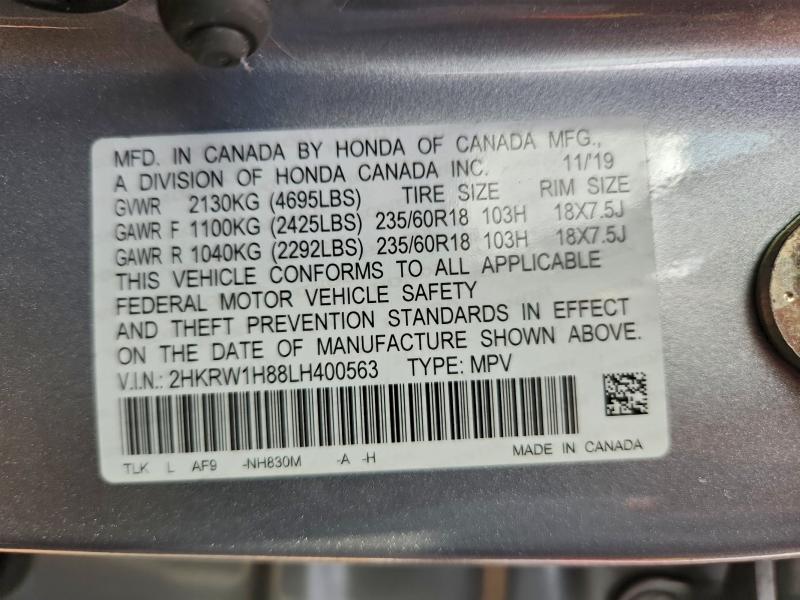 MFD. IN CANADA BY HONDA OF CANADA MFG.,
A DIVISION OF HONDA CANADA INC. 11/'19
GVWR 2130KG (4695LBS) TIRE SIZE RIM SIZE
GAWR F 1100KG (2425LBS) 235/60R18 103H 18X7.5J
GAWR R 1040KG (2292LBS) 235/60R18 103H 18X7.5J
THIS VEHICLE CONFORMS TO ALL APPLICABLE
FEDERAL MOTOR VEHICLE SAFETY
AND THEFT PREVENTION STANDARDS IN EFFECT
ON THE DATE OF MANUFACTURE SHOWN ABOVE.
V.I.N.: 2HKRW1H88LH400563 TYPE: MPV
TLK L AF9 -NH830M -A -H MADE IN CANADA